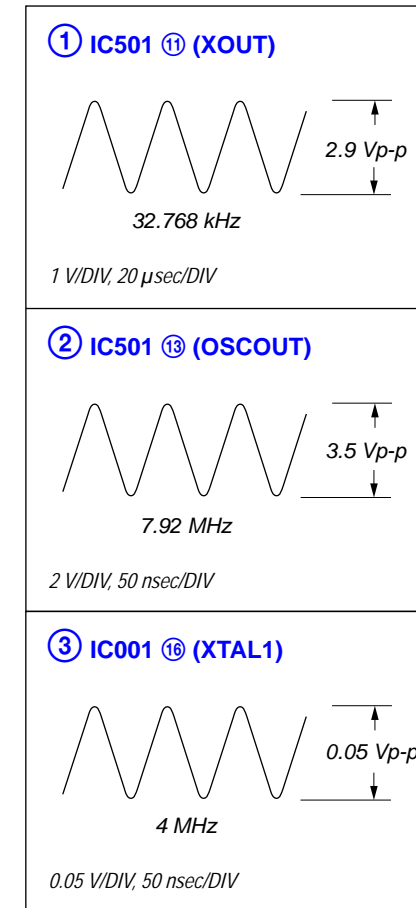 ① IC501 ⑪ (XOUT)
2.9 Vp-p
32.768 kHz
1 V/DIV, 20 µsec/DIV
② IC501 ⑬ (OSCOUT)
3.5 Vp-p
7.92 MHz
2 V/DIV, 50 nsec/DIV
③ IC001 ⑯ (XTAL1)
0.05 Vp-p
4 MHz
0.05 V/DIV, 50 nsec/DIV